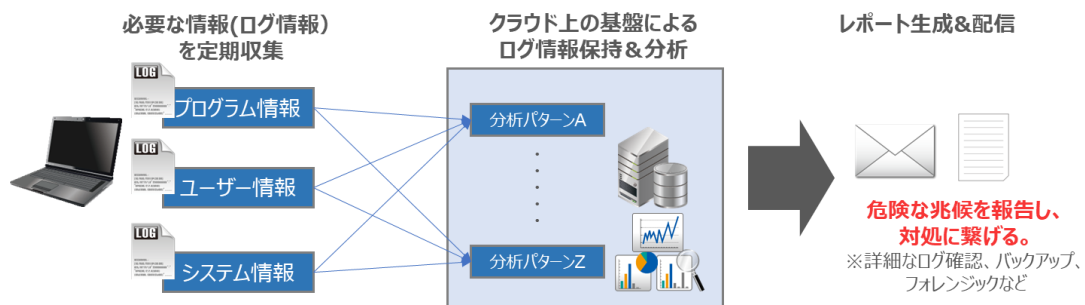 必要な情報(ログ情報）
を定期収集
クラウド上の基盤による
ログ情報保持＆分析
レポート生成&配信
LOG
プログラム情報
LOG
ユーザー情報
LOG
システム情報
分析パターンA
分析パターンZ
危険な兆候を報告し、
対処に繋げる。
※詳細なログ確認、バックアップ、
フォレンジックなど